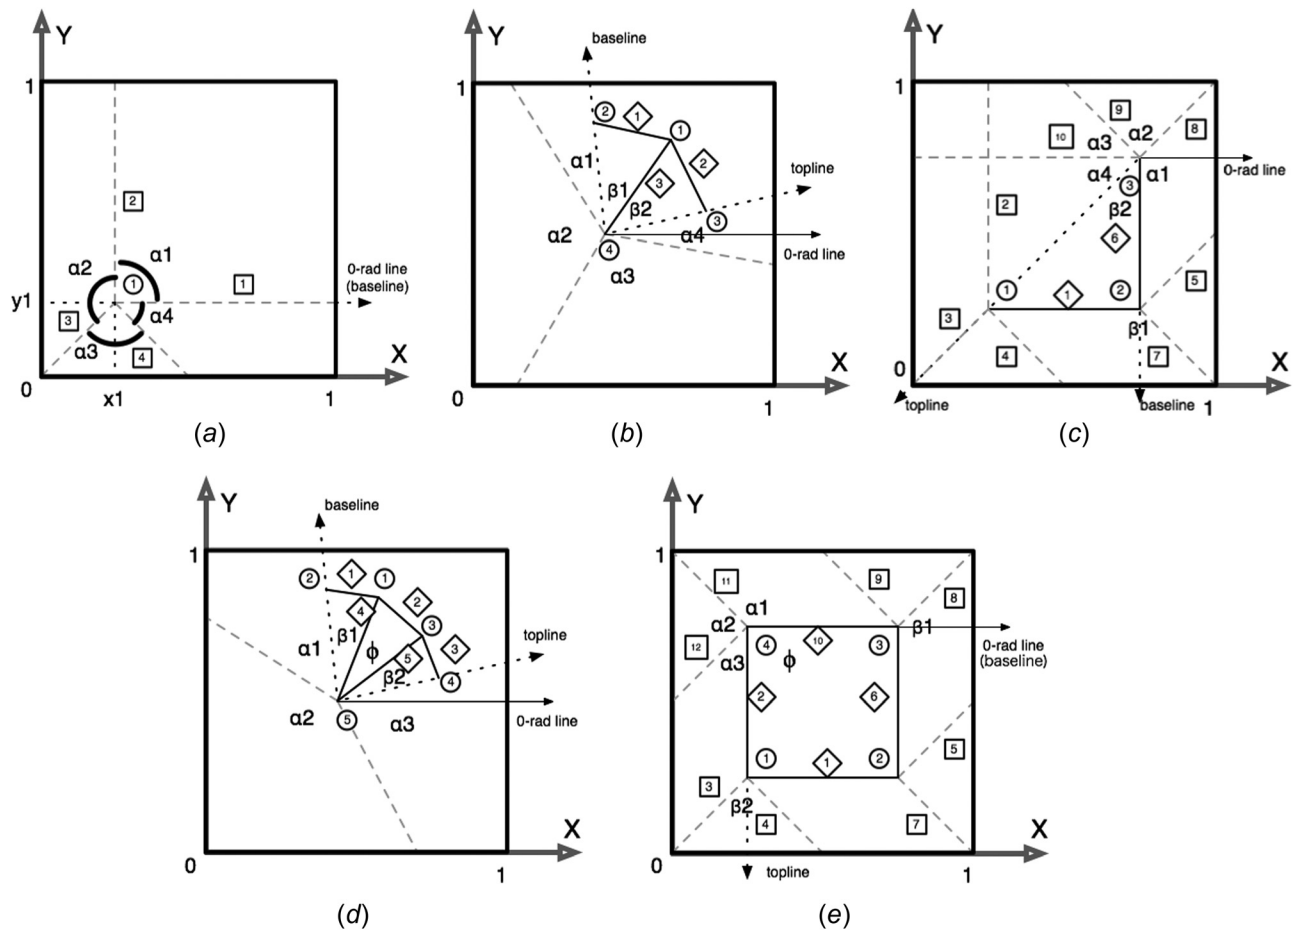 Y
1
2
α2
α1
0-rad line
(baseline)
1
1
y1
3
α4
α3
4
X
0
x1
1
(a)
Y
baseline
1
2
1
1
α1
2
topline
β1
3
β2
3
α2
α4
4
0-rad line
α3
X
0
1
(b)
Y
1
9
8
10
α3
α2
α4
α1
0-rad line
3
2
β2
6
1
2
5
1
3
β1
4
7
0
X
topline
baseline
1
(c)
Y
baseline
1
2
1
1
4
2
3
α1
β1
ϕ
5
3
topline
β2
4
α2
5
α3
0-rad line
X
0
1
(d)
Y
1
11
9
8
α1
α2
β1
12
4
10
3
0-rad line
(baseline)
α3
ϕ
2
6
1
1
2
5
3
β2
4
7
X
0
topline
1
(e)